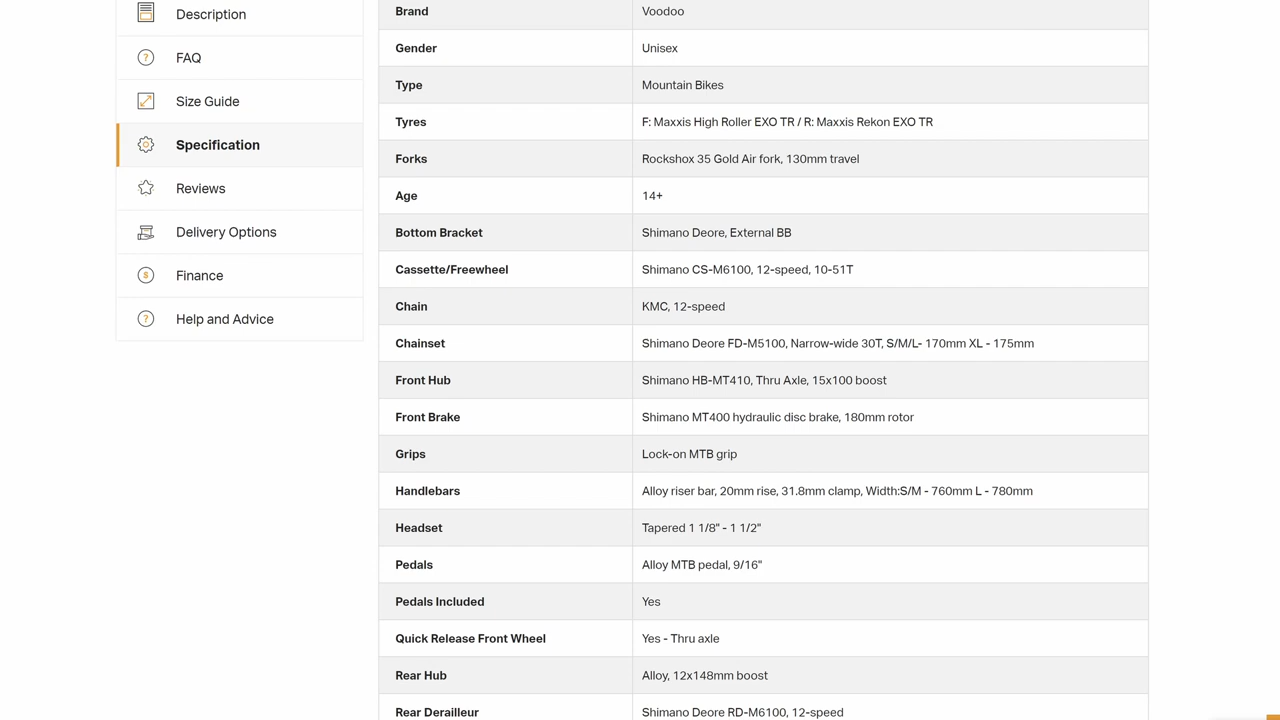 Description
FAQ
Size Guide
Specification
Reviews
Delivery Options
Finance
Help and Advice
Brand Voodoo
Gender Unisex
Type Mountain Bikes
Tyres F: Maxxis High Roller EXO TR / R: Maxxis Rekon EXO TR
Forks Rockshox 35 Gold Air fork, 130mm travel
Age 14+
Bottom Bracket Shimano Deore, External BB
Cassette/Freewheel Shimano CS-M6100, 12-speed, 10-51T
Chain KMC, 12-speed
Chainset Shimano Deore FD-M5100, Narrow-wide 30T, S/M/L- 170mm XL - 175mm
Front Hub Shimano HB-MT410, Thru Axle, 15x100 boost
Front Brake Shimano MT400 hydraulic disc brake, 180mm rotor
Grips Lock-on MTB grip
Handlebars Alloy riser bar, 20mm rise, 31.8mm clamp, Width:S/M - 760mm L - 780mm
Headset Tapered 1 1/8" - 1 1/2"
Pedals Alloy MTB pedal, 9/16"
Pedals Included Yes
Quick Release Front Wheel Yes - Thru axle
Rear Hub Alloy, 12x148mm boost
Rear Derailleur Shimano Deore RD-M6100, 12-speed